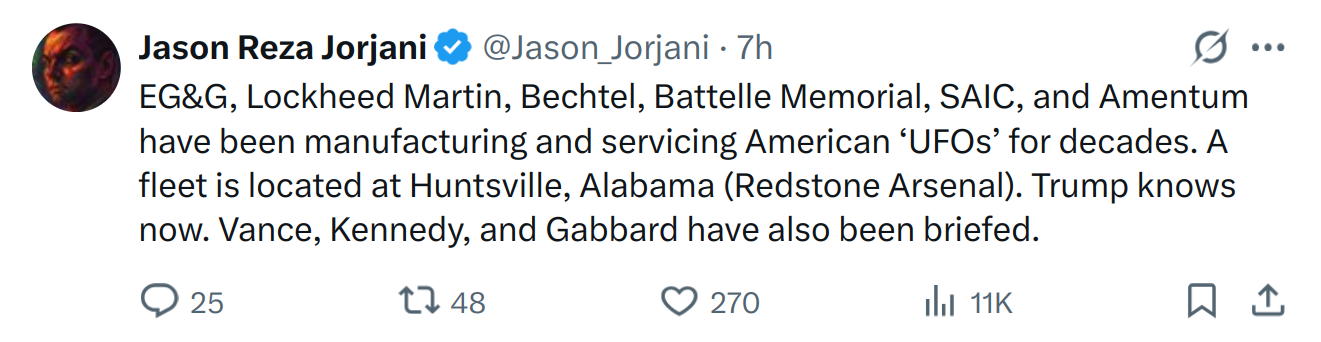 Jason Reza Jorjani @Jason_Jorjani · 7h
EG&G, Lockheed Martin, Bechtel, Battelle Memorial, SAIC, and Amentum
have been manufacturing and servicing American ‘UFOs’ for decades. A
fleet is located at Huntsville, Alabama (Redstone Arsenal). Trump knows
now. Vance, Kennedy, and Gabbard have also been briefed.
25 48 270 11K